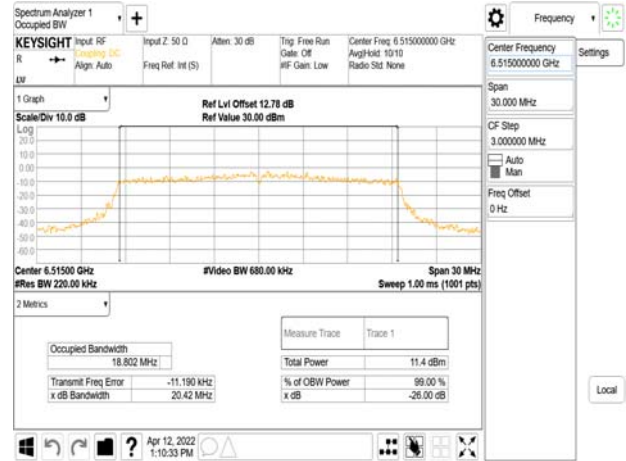 Spectrum Analyzer 1
Occupied BW
+
Frequency
KEYSIGHT
Input: RF
Coupling: DC
Align: Auto
Input Z: 50 Ω
Freq Ref: Int (S)
Atten: 30 dB
Trig: Free Run
Gate: Off
#IF Gain: Low
Center Freq: 6.515000000 GHz
Avg|Hold: 10/10
Radio Std: None
R
Center Frequency
6.515000000 GHz
Settings
Span
30.000 MHz
CF Step
3.000000 MHz
Auto
Man
Freq Offset
0 Hz
1 Graph
Scale/Div 10.0 dB
Ref Lvl Offset 12.78 dB
Ref Value 30.00 dBm
Log
20.0
10.0
0.00
-10.0
-20.0
-30.0
-40.0
-50.0
-60.0
Center 6.51500 GHz
#Video BW 680.00 kHz
Span 30 MHz
#Res BW 220.00 kHz
Sweep 1.00 ms (1001 pts)
2 Metrics
Measure Trace
Trace 1
Occupied Bandwidth
18.802 MHz
Total Power
11.4 dBm
Transmit Freq Error
-11.190 kHz
% of OBW Power
99.00 %
x dB Bandwidth
20.42 MHz
x dB
-26.00 dB
Local
?
Apr 12, 2022
1:10:33 PM